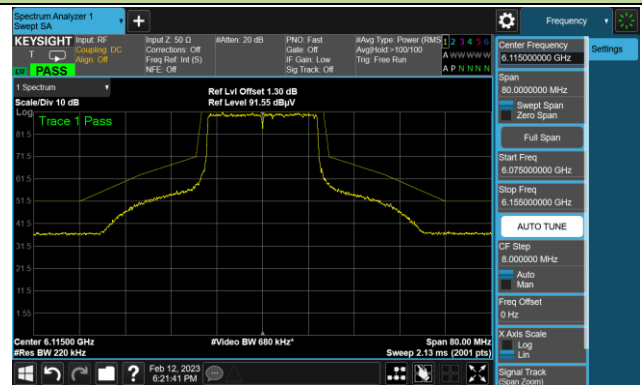 Spectrum Analyzer 1
Swept SA
+
Frequency
KEYSIGHT
Input: RF
Coupling: DC
Align: Off
Input Z: 50 Ω
Corrections: Off
Freq Ref: Int (S)
NFE: Off
#Atten: 20 dB
PNO: Fast
Gate: Off
IF Gain: Low
Sig Track: Off
#Avg Type: Power (RMS
Avg|Hold:>100/100
Trig: Free Run
1 2 3 4 5 6
A WW WW W
A P N N N N
LV PASS
1 Spectrum
Scale/Div 10 dB
Log
Ref Lvl Offset 1.30 dB
Ref Level 91.55 dBµV
Trace 1 Pass
81.5
71.5
61.5
51.5
41.5
31.5
21.5
11.5
1.55
Center 6.11500 GHz
#Res BW 220 kHz
#Video BW 680 kHz*
Span 80.00 MHz
Sweep 2.13 ms (2001 pts)
Center Frequency
6.115000000 GHz
Settings
Span
80.0000000 MHz
Swept Span
Zero Span
Full Span
Start Freq
6.075000000 GHz
Stop Freq
6.155000000 GHz
AUTO TUNE
CF Step
8.000000 MHz
Auto
Man
Freq Offset
0 Hz
X Axis Scale
Log
Lin
Signal Track
(Span Zoom)
?
Feb 12, 2023
6:21:41 PM